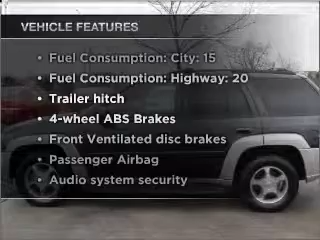 VEHICLE FEATURES
• Fuel Consumption: City: 15
• Fuel Consumption: Highway: 20
• Trailer hitch
• 4-wheel ABS Brakes
• Front Ventilated disc brakes
• Passenger Airbag
• Audio system security